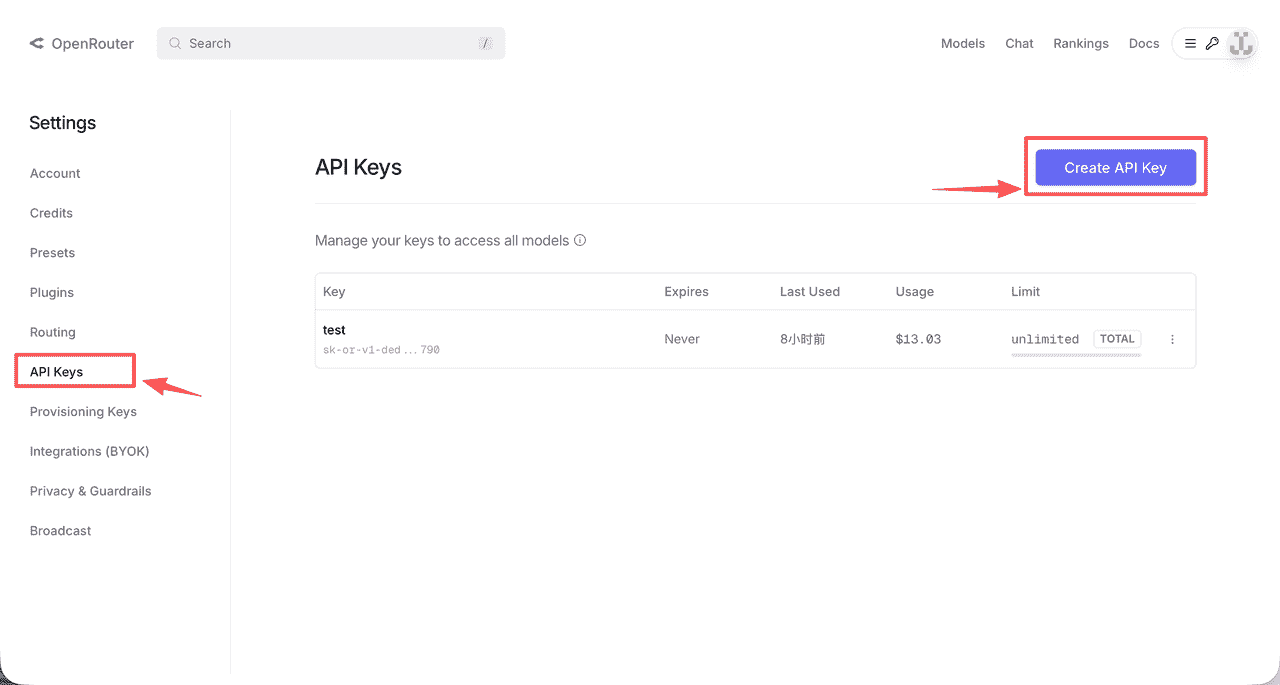 OpenRouter
Search
/
Models Chat Rankings Docs
Settings
Account
Credits
Presets
Plugins
Routing
API Keys
Provisioning Keys
Integrations (BYOK)
Privacy & Guardrails
Broadcast
API Keys
Create API Key
Manage your keys to access all models
Key Expires Last Used Usage Limit
test Never 8小时前 $13.03 unlimited TOTAL
sk-or-v1-ded...790